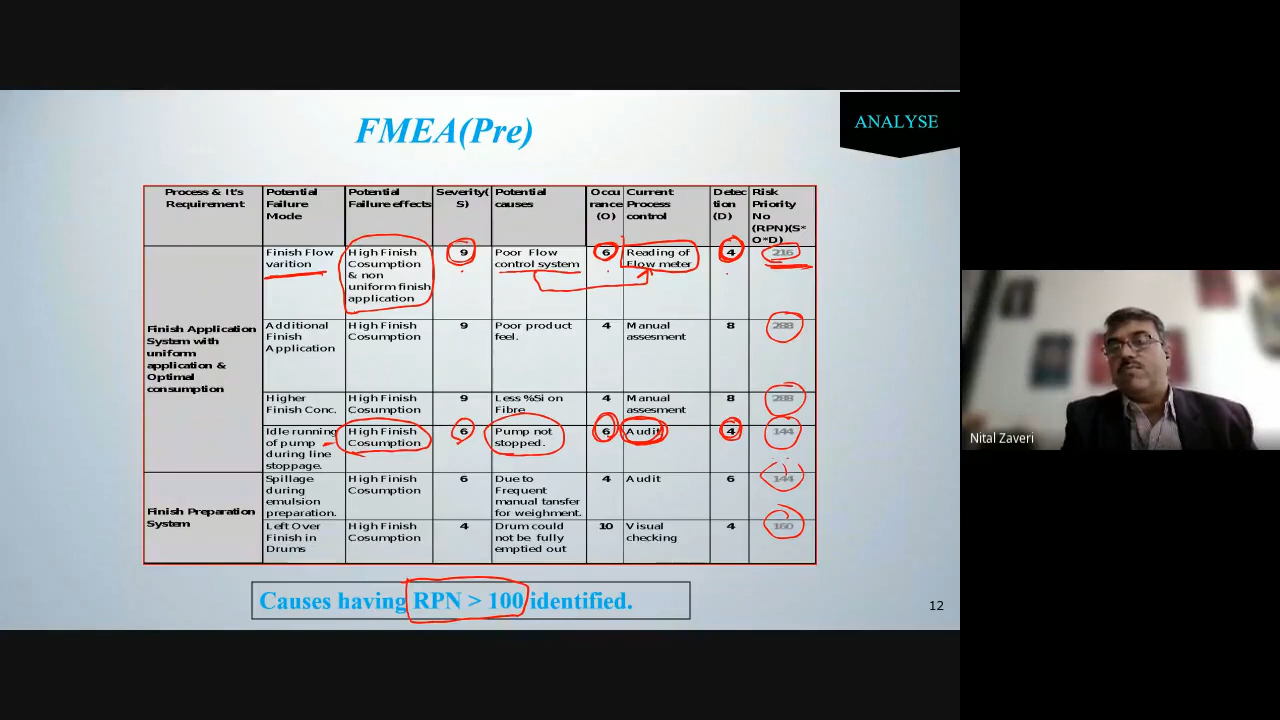 FMEA(Pre)
ANALYSE
Process & It's
Requirement
Potential
Failure
Mode
Potential
Failure effects
Severity(
S)
Potential
causes
Occu
rance
(O)
Current
Process
control
Detec
tion
(D)
Risk
Priority
No
(RPN)(S*
O*D)
Finish Application
System with
uniform
application &
Optimal
consumption
Finish Flow
varition
High Finish
Cosumption
& non
uniform finish
application
9
Poor Flow
control system
6
Reading of
Flow meter
4
216
Additional
Finish
Application
High Finish
Cosumption
9
Poor product
feel.
4
Manual
assesment
8
288
Higher
Finish Conc.
High Finish
Cosumption
9
Less %Si on
Fibre
4
Manual
assesment
8
288
Idle running
of pump
during line
stoppage.
High Finish
Cosumption
6
Pump not
stopped.
6
Audit
4
144
Finish Preparation
System
Spillage
during
emulsion
preparation.
High Finish
Cosumption
6
Due to
Frequent
manual tansfer
for weighment.
4
Audit
6
144
Left Over
Finish in
Drums
High Finish
Cosumption
4
Drum could
not be fully
emptied out
10
Visual
checking
4
160
Causes having RPN > 100 identified.
12
Nital Zaveri